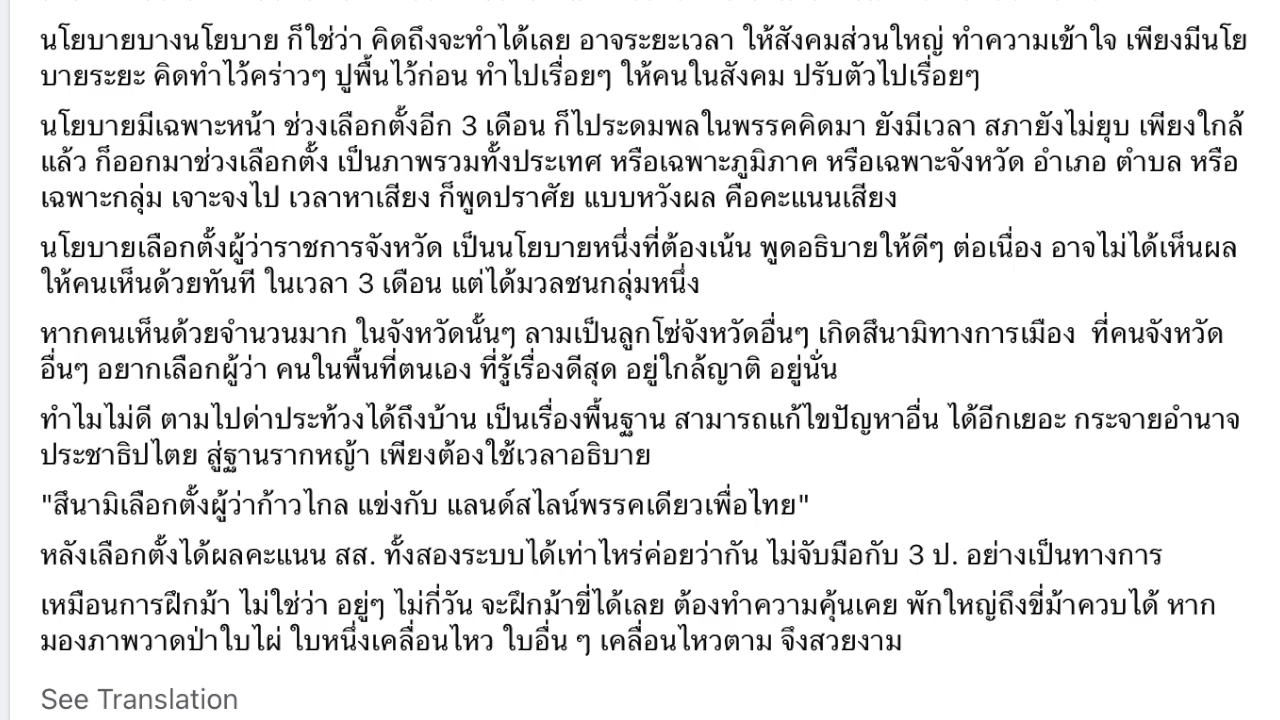 นโยบายบางนโยบาย ก็ใช่ว่า คิดถึงจะทำได้เลย อาจระยะเวลา ให้สังคมส่วนใหญ่ ทำความเข้าใจ เพียงมีนโย
บายระยะ คิดทำไว้คร่าวๆ ปูพื้นไว้ก่อน ทำไปเรื่อยๆ ให้คนในสังคม ปรับตัวไปเรื่อยๆ
นโยบายมีเฉพาะหน้า ช่วงเลือกตั้งอีก 3 เดือน ก็ไประดมพลในพรรคคิดมา ยังมีเวลา สภายังไม่ยุบ เพียงใกล้
แล้ว ก็ออกมาช่วงเลือกตั้ง เป็นภาพรวมทั้งประเทศ หรือเฉพาะภูมิภาค หรือเฉพาะจังหวัด อำเภอ ตำบล หรือ
เฉพาะกลุ่ม เจาะจงไป เวลาหาเสียง ก็พูดปราศัย แบบหวังผล คือคะแนนเสียง
นโยบายเลือกตั้งผู้ว่าราชการจังหวัด เป็นนโยบายหนึ่งที่ต้องเน้น พูดอธิบายให้ดีๆ ต่อเนื่อง อาจไม่ได้เห็นผล
ให้คนเห็นด้วยทันที ในเวลา 3 เดือน แต่ได้มวลชนกลุ่มหนึ่ง
หากคนเห็นด้วยจำนวนมาก ในจังหวัดนั้นๆ ลามเป็นลูกโซ่จังหวัดอื่นๆ เกิดสึนามิทางการเมือง ที่คนจังหวัด
อื่นๆ อยากเลือกผู้ว่า คนในพื้นที่ตนเอง ที่รู้เรื่องดีสุด อยู่ใกล้ญาติ อยู่นั่น
ทำไมไม่ดี ตามไปด่าประท้วงได้ถึงบ้าน เป็นเรื่องพื้นฐาน สามารถแก้ไขปัญหาอื่น ได้อีกเยอะ กระจายอำนาจ
ประชาธิปไตย สู่ฐานรากหญ้า เพียงต้องใช้เวลาอธิบาย
"สึนามิเลือกตั้งผู้ว่าก้าวไกล แข่งกับ แลนด์สไลน์พรรคเดียวเพื่อไทย"
หลังเลือกตั้งได้ผลคะแนน สส. ทั้งสองระบบได้เท่าไหร่ค่อยว่ากัน ไม่จับมือกับ 3 ป. อย่างเป็นทางการ
เหมือนการฝึกม้า ไม่ใช่ว่า อยู่ๆ ไม่กี่วัน จะฝึกม้าขี่ได้เลย ต้องทำความคุ้นเคย พักใหญ่ถึงขี่ม้าควบได้ หาก
มองภาพวาดป่าใบไผ่ ใบหนึ่งเคลื่อนไหว ใบอื่น ๆ เคลื่อนไหวตาม จึงสวยงาม
See Translation